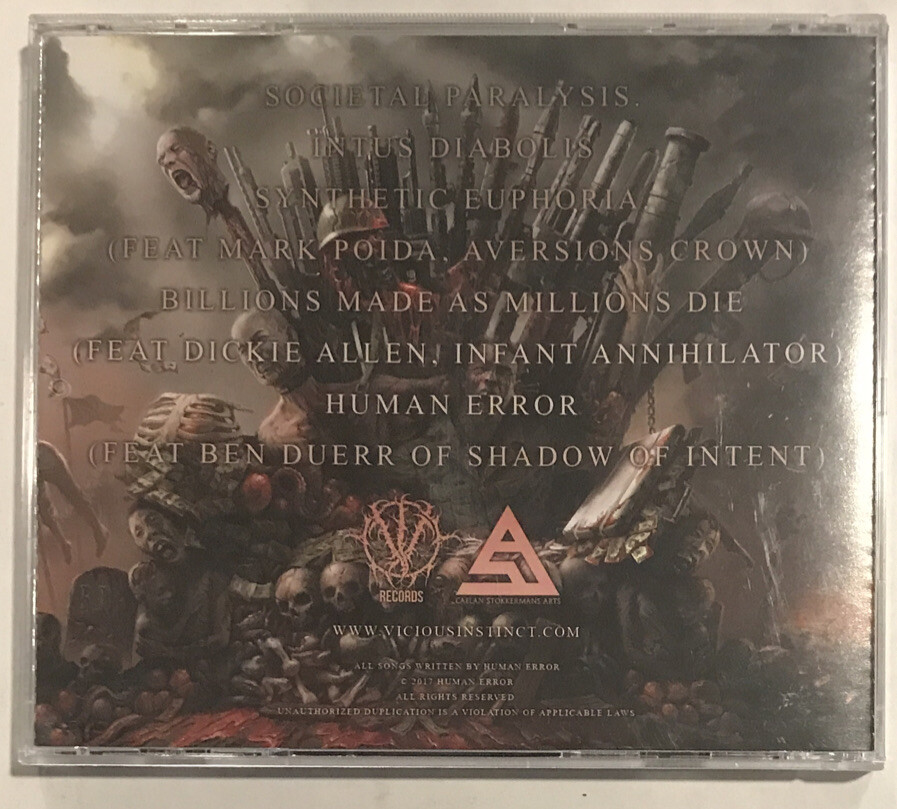 SOCIETAL PARALYSIS.
INTUS DIABOLIS
SYNTHETIC EUPHORIA
(FEAT MARK POIDA, AVERSIONS CROWN)
BILLIONS MADE AS MILLIONS DIE
(FEAT DICKIE ALLEN, INFANT ANNIHILATOR)
HUMAN ERROR
(FEAT BEN DUERR OF SHADOW OF INTENT)
RECORDS
CAELAN STOKKERMANS ARTS
WWW.VICIOUSINSTINCT.COM
ALL SONGS WRITTEN BY HUMAN ERROR
© 2017 HUMAN ERROR
ALL RIGHTS RESERVED
UNAUTHORIZED DUPLICATION IS A VIOLATION OF APPLICABLE LAWS